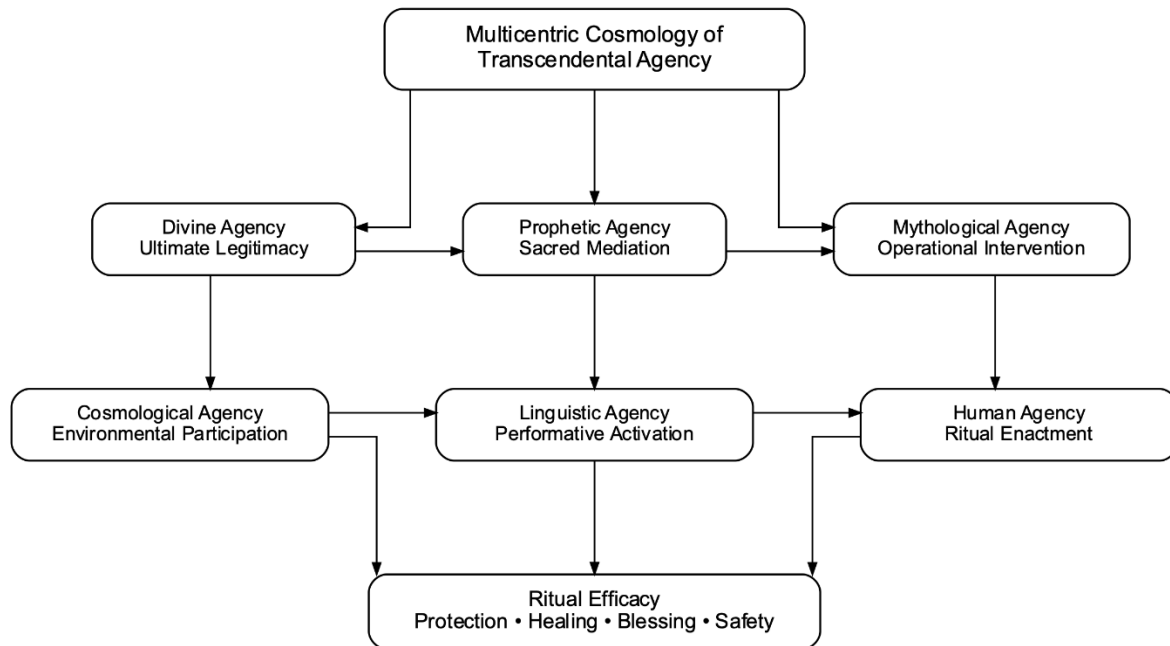 Multicentric Cosmology of
Transcendental Agency
Divine Agency
Ultimate Legitimacy
Prophetic Agency
Sacred Mediation
Mythological Agency
Operational Intervention
Cosmological Agency
Environmental Participation
Linguistic Agency
Performative Activation
Human Agency
Ritual Enactment
Ritual Efficacy
Protection • Healing • Blessing • Safety